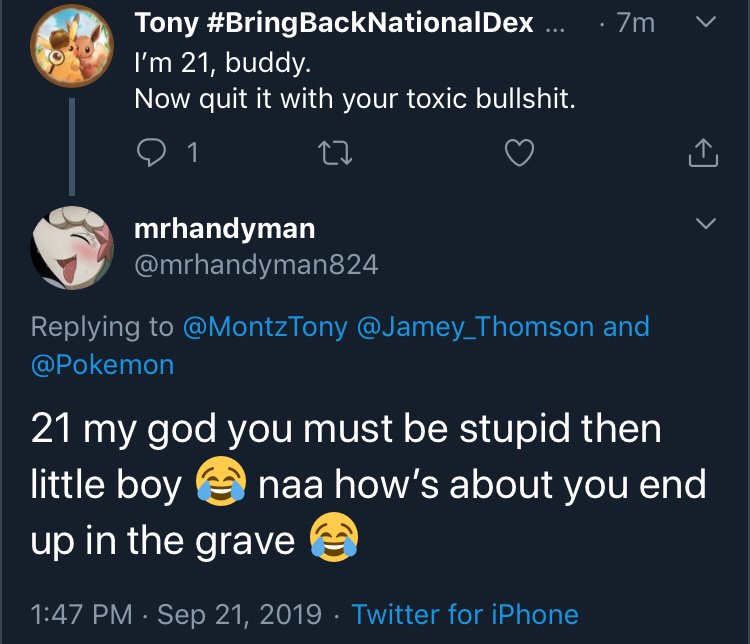 Tony #BringBackNationalDex ... · 7m
I'm 21, buddy.
Now quit it with your toxic bullshit.
1
mrhandyman
@mrhandyman824
Replying to @MontzTony @Jamey_Thomson and
@Pokemon
21 my god you must be stupid then
little boy 😂 naa how's about you end
up in the grave 😂
1:47 PM · Sep 21, 2019 · Twitter for iPhone